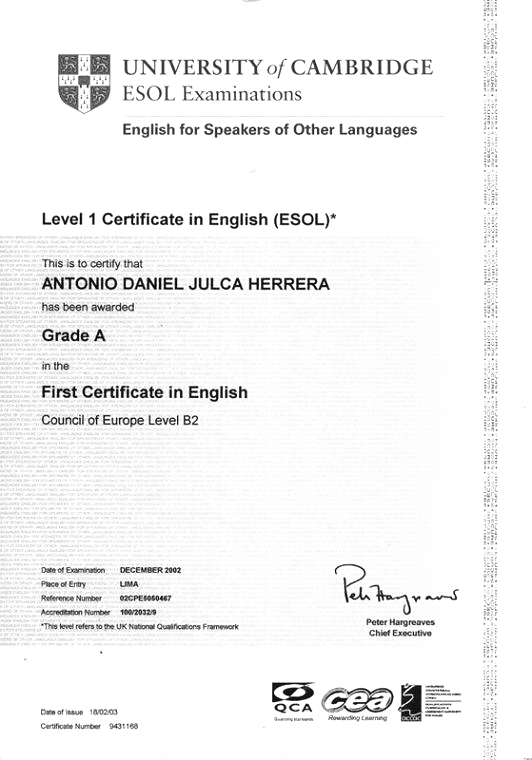 UNIVERSITY of CAMBRIDGE
ESOL Examinations
English for Speakers of Other Languages
Level 1 Certificate in English (ESOL)*
This is to certify that
ANTONIO DANIEL JULCA HERRERA
has been awarded
Grade A
in the
First Certificate in English
Council of Europe Level B2
Date of Examination DECEMBER 2002
Place of Entry LIMA
Reference Number 02CPE5050467
Accreditation Number 100/2032/9
*This level refers to the UK National Qualifications Framework
Peter Hargreaves
Chief Executive
QCA
Guarding standards
cea
Rewarding Learning
Date of Issue 18/02/03
Certificate Number 9431168